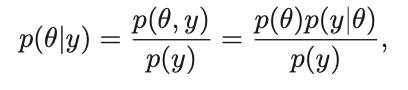 p(θ|y) = p(θ, y) / p(y) = p(θ)p(y|θ) / p(y),